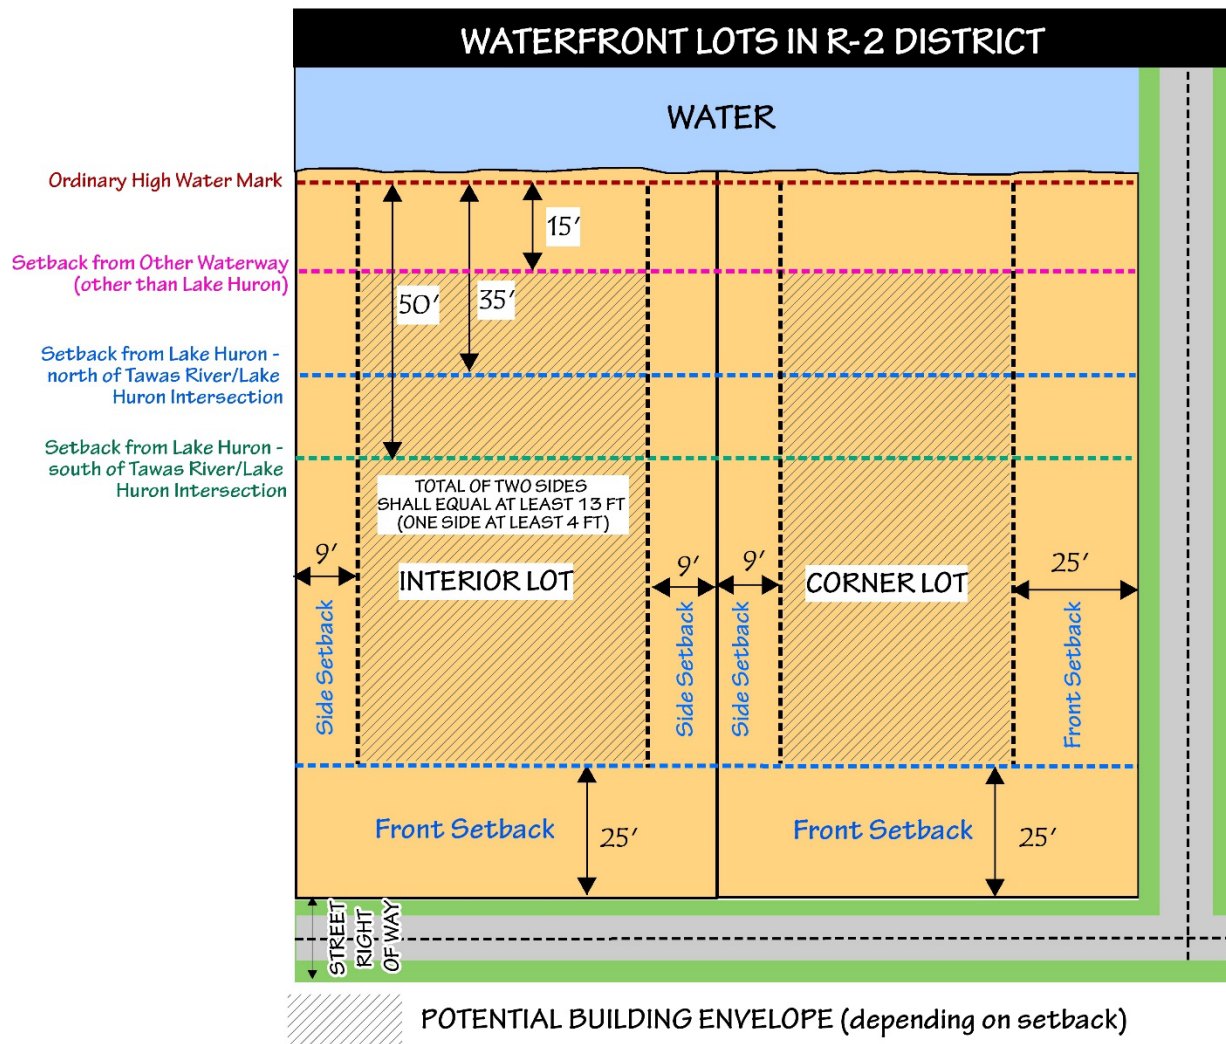 WATERFRONT LOTS IN R-2 DISTRICT
WATER
Ordinary High Water Mark
15'
Setback from Other Waterway
(other than Lake Huron)
50'
35'
Setback from Lake Huron -
north of Tawas River/Lake
Huron Intersection
Setback from Lake Huron -
south of Tawas River/Lake
Huron Intersection
TOTAL OF TWO SIDES
SHALL EQUAL AT LEAST 13 FT
(ONE SIDE AT LEAST 4 FT)
9'
INTERIOR LOT
9'
9'
CORNER LOT
25'
Side Setback
Side Setback
Side Setback
Front Setback
Front Setback
25'
Front Setback
25'
STREET
RIGHT
OF WAY
POTENTIAL BUILDING ENVELOPE (depending on setback)